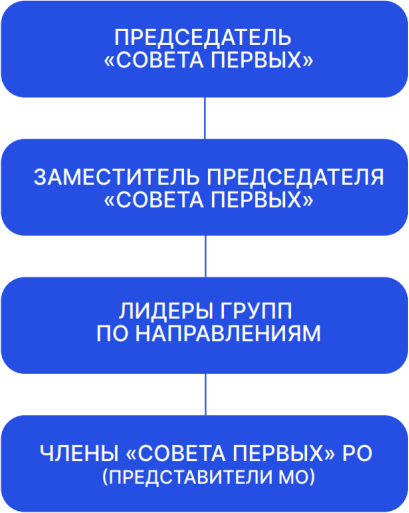 ПРЕДСЕДАТЕЛЬ
«СОВЕТА ПЕРВЫХ»
ЗАМЕСТИТЕЛЬ ПРЕДСЕДАТЕЛЯ
«СОВЕТА ПЕРВЫХ»
ЛИДЕРЫ ГРУПП
ПО НАПРАВЛЕНИЯМ
ЧЛЕНЫ «СОВЕТА ПЕРВЫХ» РО
(ПРЕДСТАВИТЕЛИ МО)